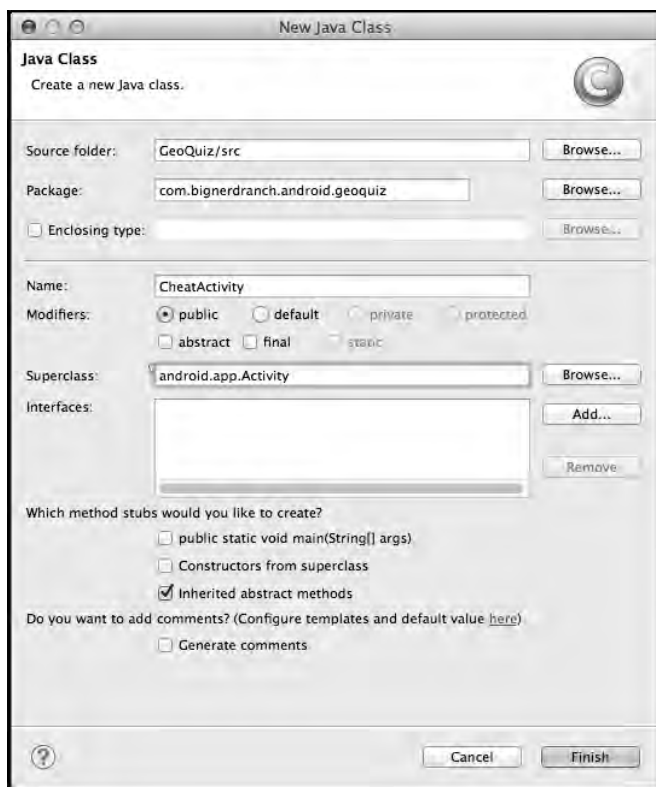 New Java Class
Java Class
Create a new Java class.
C
Source folder: GeoQuiz/src Browse...
Package: com.bignerdranch.android.geoquiz Browse...
Enclosing type: Browse...
Name: CheatActivity
Modifiers: public default private protected
abstract final static
Superclass: android.app.Activity Browse...
Interfaces: Add...
Remove
Which method stubs would you like to create?
public static void main(String[] args)
Constructors from superclass
Inherited abstract methods
Do you want to add comments? (Configure templates and default value here)
Generate comments
? Cancel Finish